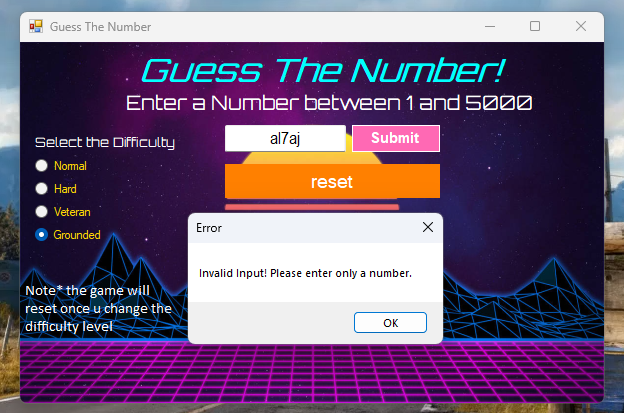 Guess The Number
Guess The Number!
Enter a Number between 1 and 5000
Select the Difficulty
al7aj
Submit
Normal
reset
Hard
Veteran
Grounded
Error
Invalid Input! Please enter only a number.
OK
Note* the game will
reset once u change the
difficulty level